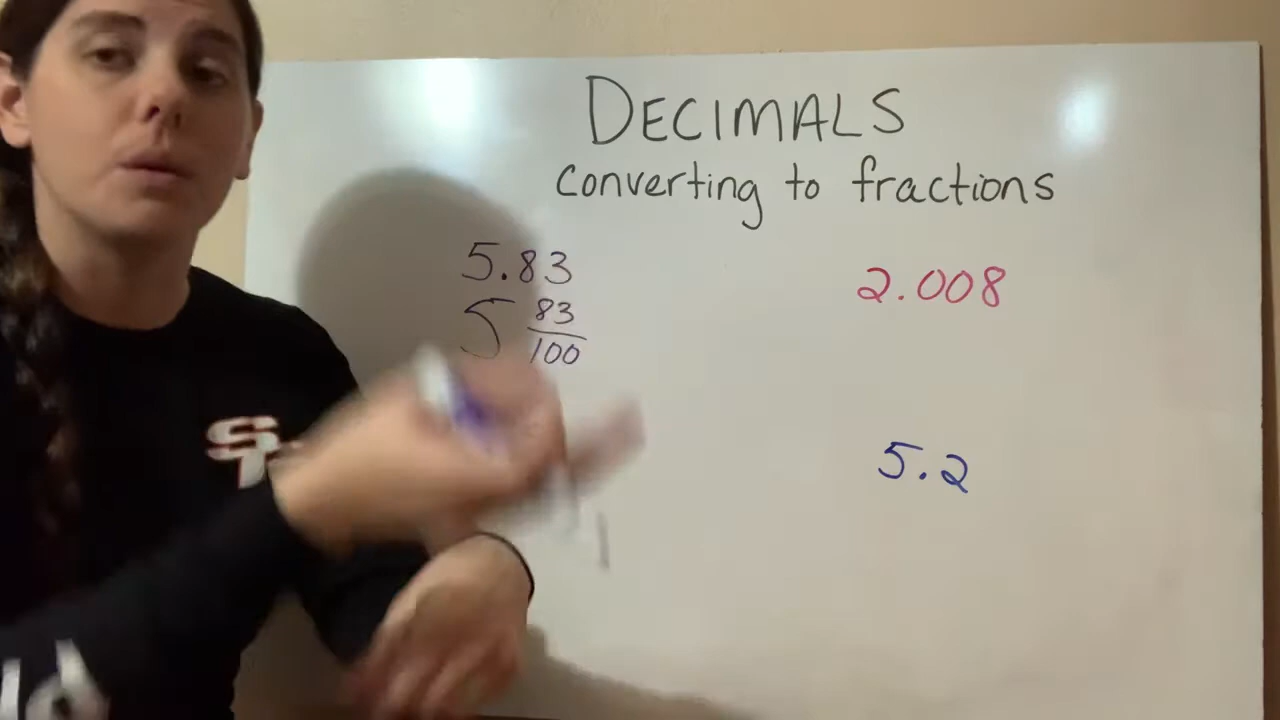 DECIMALS
converting to fractions
5.83
5 83/100
2.008
5.2